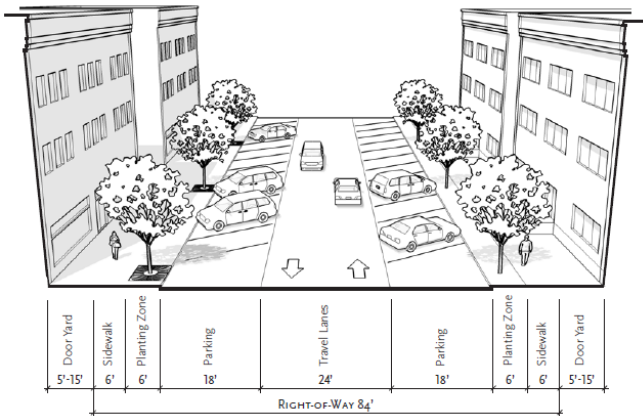 Door Yard
Sidewalk
Planting Zone
Parking
Travel Lanes
Parking
Planting Zone
Sidewalk
Door Yard
5'-15'
6'
6'
18'
24'
18'
6'
6'
5'-15'
Right-of-Way 84'